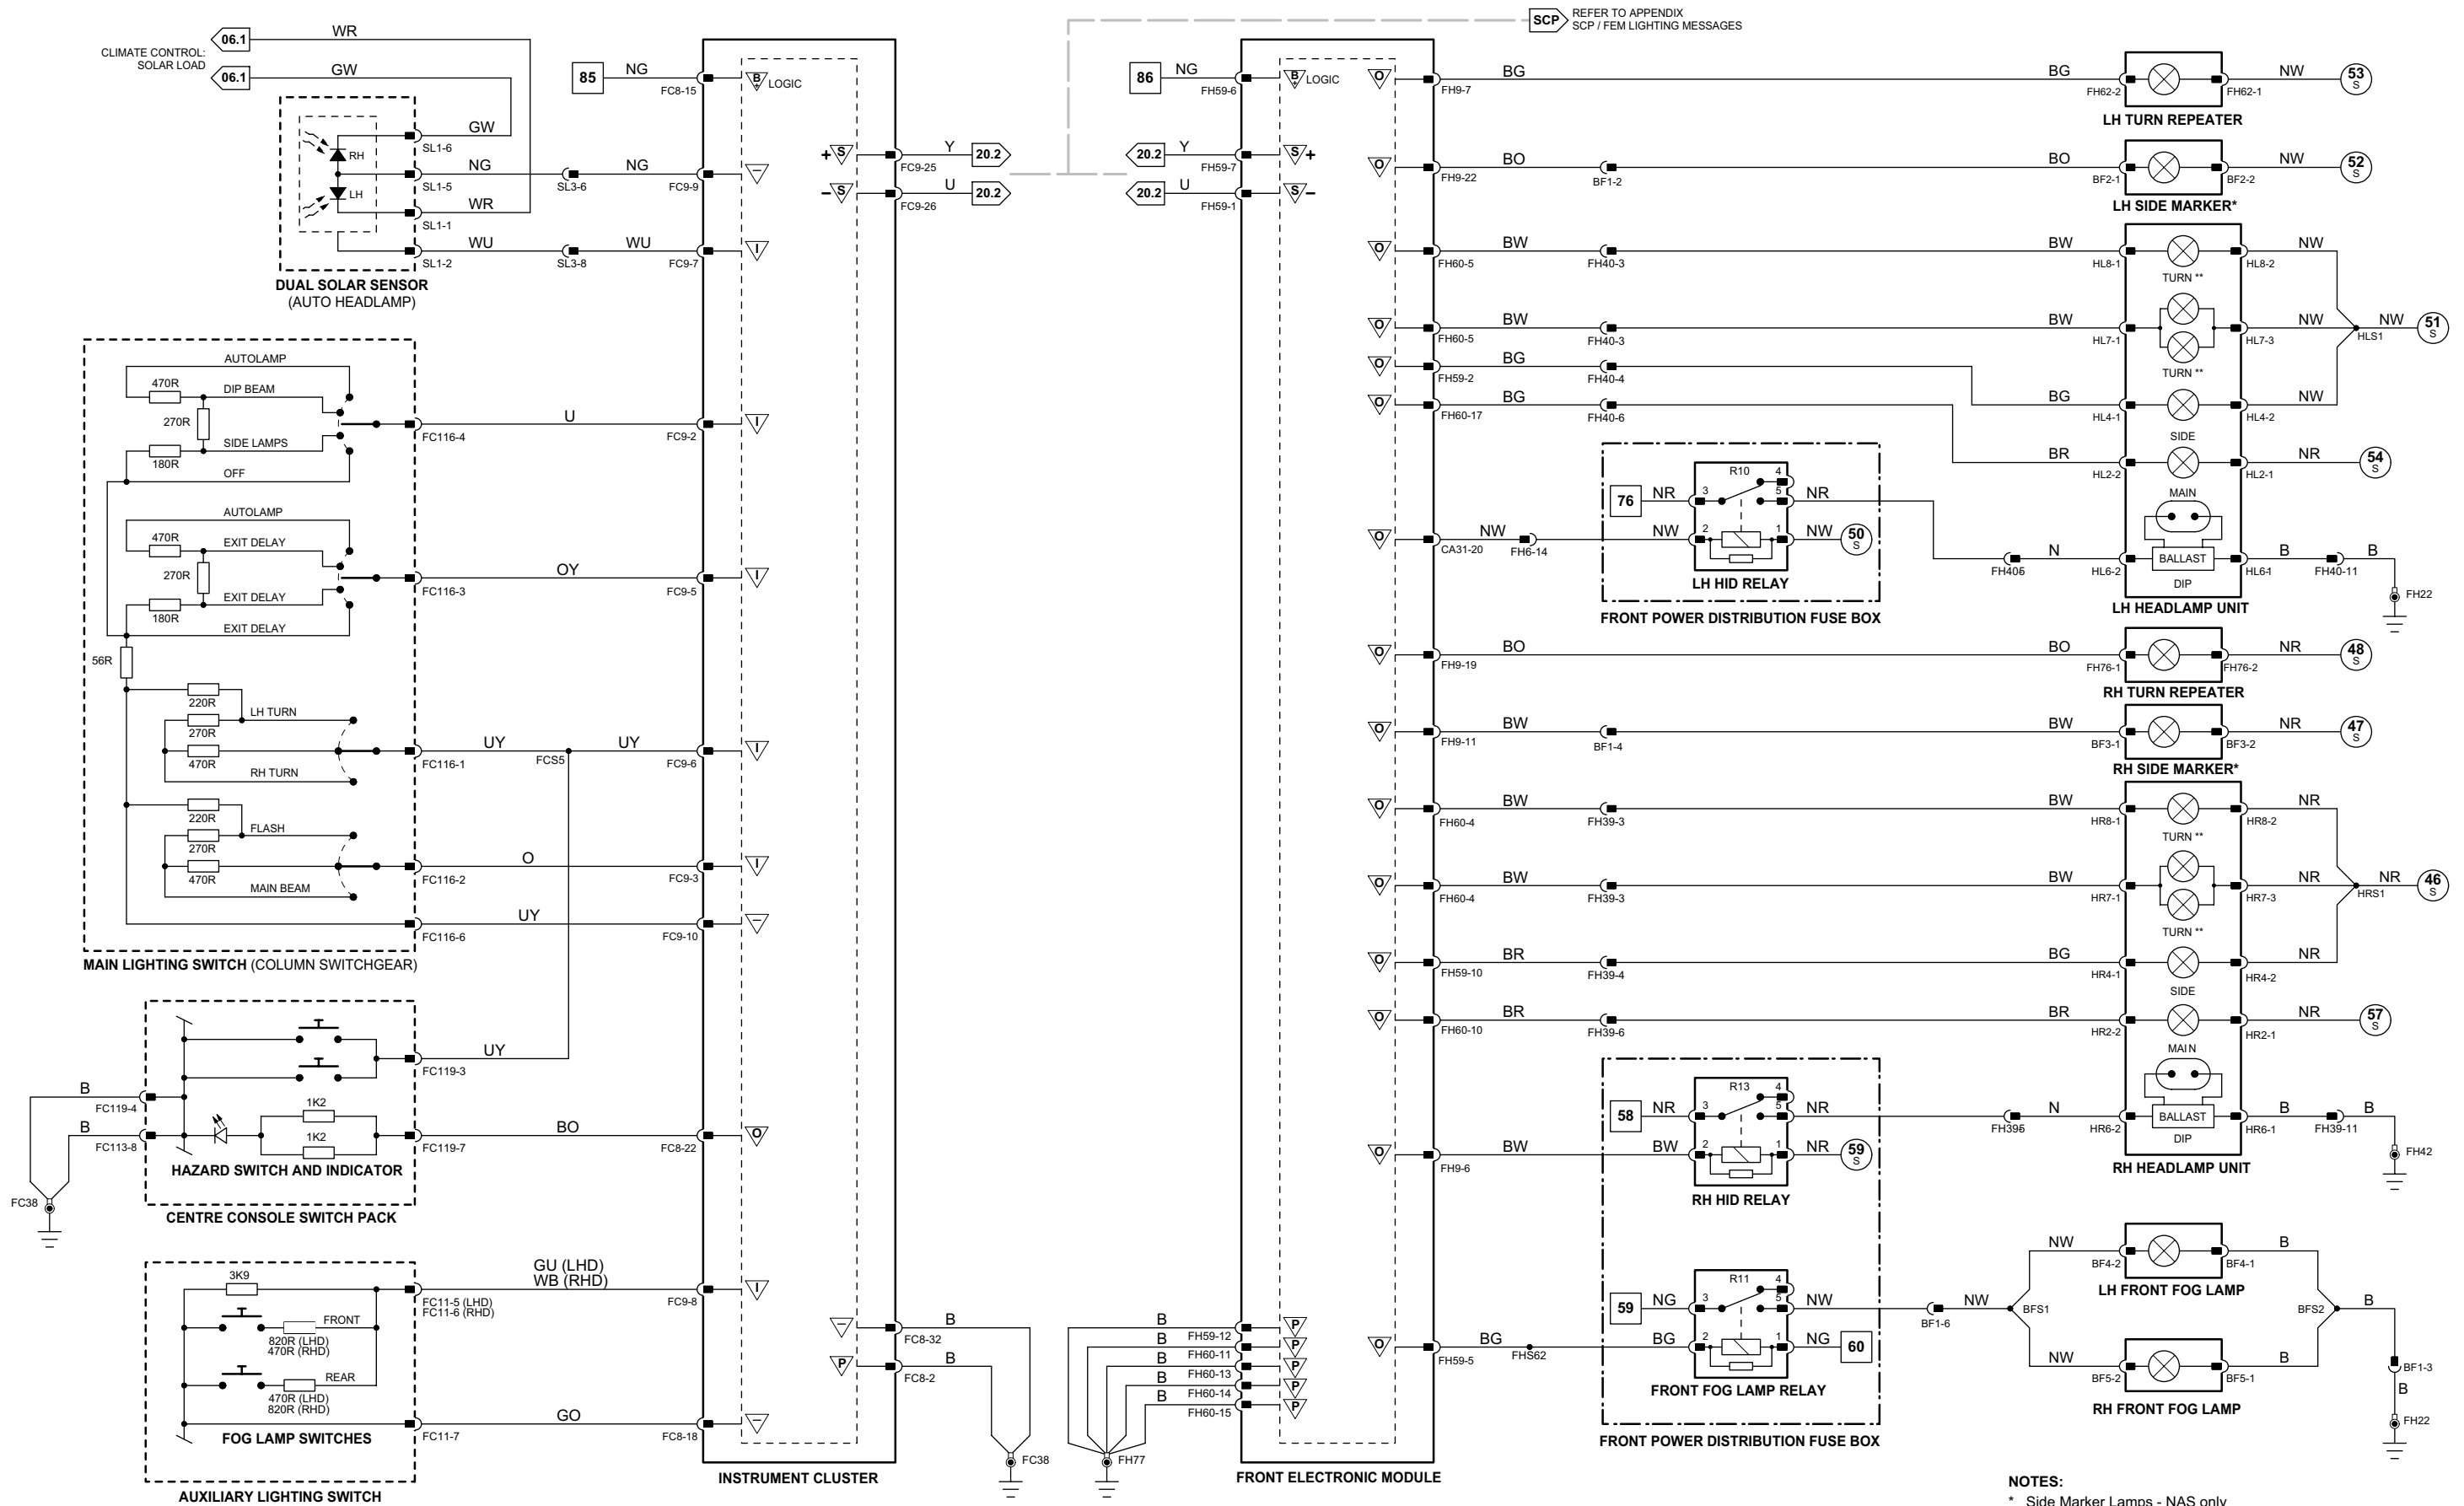 SCP
REFER TO APPENDIX
SCP / FEM LIGHTING MESSAGES
CLIMATE CONTROL:
SOLAR LOAD
06.1
WR
06.1
GW
GW
SL1-6
RH
NG
SL1-5
SL3-6
NG
FC9-9
LH
WR
SL1-1
WU
SL1-2
SL3-8
WU
FC9-7
I
DUAL SOLAR SENSOR
(AUTO HEADLAMP)
AUTOLAMP
470R
DIP BEAM
270R
SIDE LAMPS
180R
OFF
FC116-4
U
FC9-2
I
AUTOLAMP
470R
EXIT DELAY
270R
EXIT DELAY
180R
EXIT DELAY
FC116-3
OY
FC9-5
I
56R
220R
LH TURN
270R
470R
RH TURN
FC116-1
UY
FCS5
UY
FC9-6
I
220R
FLASH
270R
470R
MAIN BEAM
FC116-2
O
FC9-3
I
FC116-6
UY
FC9-10
MAIN LIGHTING SWITCH (COLUMN SWITCHGEAR)
FC119-3
UY
B
FC119-4
B
FC113-8
1K2
1K2
FC119-7
BO
FC8-22
O
HAZARD SWITCH AND INDICATOR
FC38
CENTRE CONSOLE SWITCH PACK
3K9
FRONT
820R (LHD)
470R (RHD)
REAR
470R (LHD)
820R (RHD)
GU (LHD)
WB (RHD)
FC11-5 (LHD)
FC11-6 (RHD)
FC9-8
I
GO
FC11-7
FC8-18
FOG LAMP SWITCHES
AUXILIARY LIGHTING SWITCH
85
NG
FC8-15
B+
LOGIC
+
S
FC9-25
Y
20.2
–
S
FC9-26
U
20.2
FC8-32
B
P
FC8-2
B
FC38
INSTRUMENT CLUSTER
86
NG
FH59-6
B+
LOGIC
20.2
Y
FH59-7
S
+
20.2
U
FH59-1
S
–
B
FH59-12
P
B
FH60-11
P
B
FH60-13
P
B
FH60-14
P
B
FH60-15
P
FH77
FRONT ELECTRONIC MODULE
O
FH9-7
BG
BG
FH62-2
FH62-1
NW
53
S
LH TURN REPEATER
O
FH9-22
BO
BF1-2
BO
BF2-1
BF2-2
NW
52
S
LH SIDE MARKER*
O
FH60-5
BW
FH40-3
BW
HL8-1
TURN **
HL8-2
NW
O
FH60-5
BW
FH40-3
BW
HL7-1
TURN **
HL7-3
NW
HLS1
NW
51
S
O
FH59-2
BG
FH40-4
BG
HL4-1
SIDE
HL4-2
NW
O
FH60-17
BG
FH40-6
BR
HL2-2
MAIN
HL2-1
NR
54
S
O
CA31-20
NW
FH6-14
76
NR
NW
R10
4
3
5
2
1
NR
NW
50
S
LH HID RELAY
FRONT POWER DISTRIBUTION FUSE BOX
FH405
N
HL6-2
BALLAST
DIP
HL6-1
B
FH40-11
B
FH22
LH HEADLAMP UNIT
O
FH9-19
BO
BO
FH76-1
FH76-2
NR
48
S
RH TURN REPEATER
O
FH9-11
BW
BF1-4
BW
BF3-1
BF3-2
NR
47
S
RH SIDE MARKER*
O
FH60-4
BW
FH39-3
BW
HR8-1
TURN **
HR8-2
NR
O
FH60-4
BW
FH39-3
BW
HR7-1
TURN **
HR7-3
NR
HRS1
NR
46
S
O
FH59-10
BR
FH39-4
BG
HR4-1
SIDE
HR4-2
NR
O
FH60-10
BR
FH39-6
BR
HR2-2
MAIN
HR2-1
NR
57
S
O
FH9-6
BW
58
NR
BW
R13
4
3
5
2
1
NR
NR
59
S
RH HID RELAY
FH395
N
HR6-2
BALLAST
DIP
HR6-1
B
FH39-11
B
FH42
RH HEADLAMP UNIT
O
FH59-5
BG
FHS62
59
NG
BG
R11
4
3
5
2
1
NW
NG
60
FRONT FOG LAMP RELAY
FRONT POWER DISTRIBUTION FUSE BOX
BF1-6
NW
BFS1
NW
BF4-2
BF4-1
B
LH FRONT FOG LAMP
NW
BF5-2
BF5-1
B
RH FRONT FOG LAMP
BFS2
B
BF1-3
B
FH22
NOTES:
* Side Marker Lamps - NAS only